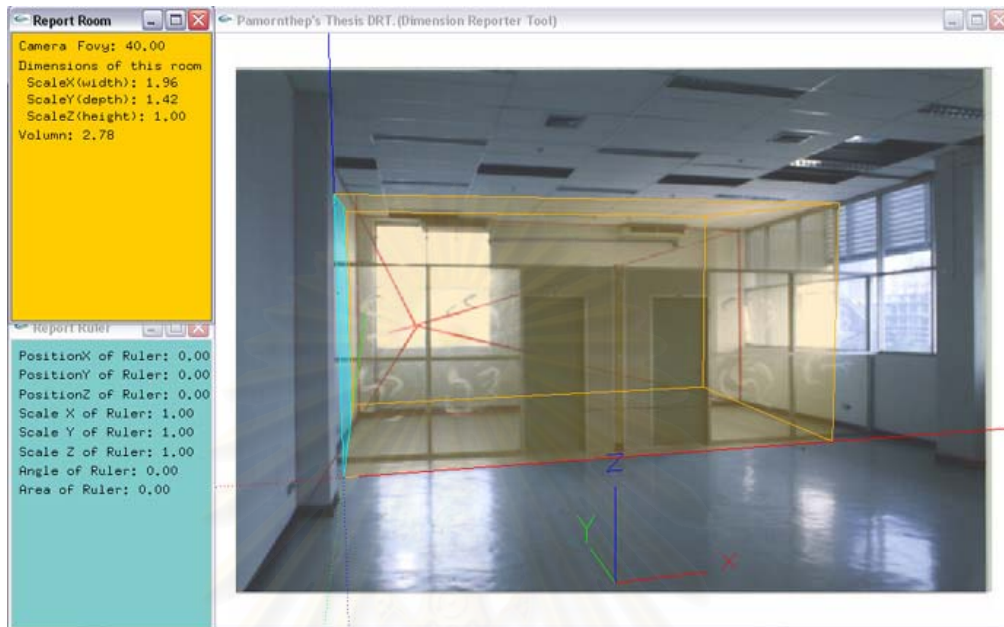 Report Room
Camera Fovy: 40.00
Dimensions of this room
ScaleX(width): 1.96
ScaleY(depth): 1.42
ScaleZ(height): 1.00
Volumn: 2.78
Report Ruler
PositionX of Ruler: 0.00
PositionY of Ruler: 0.00
PositionZ of Ruler: 0.00
Scale X of Ruler: 1.00
Scale Y of Ruler: 1.00
Scale Z of Ruler: 1.00
Angle of Ruler: 0.00
Area of Ruler: 0.00
Pamornthep's Thesis DRT.(Dimension Reporter Tool)
Z
Y
X